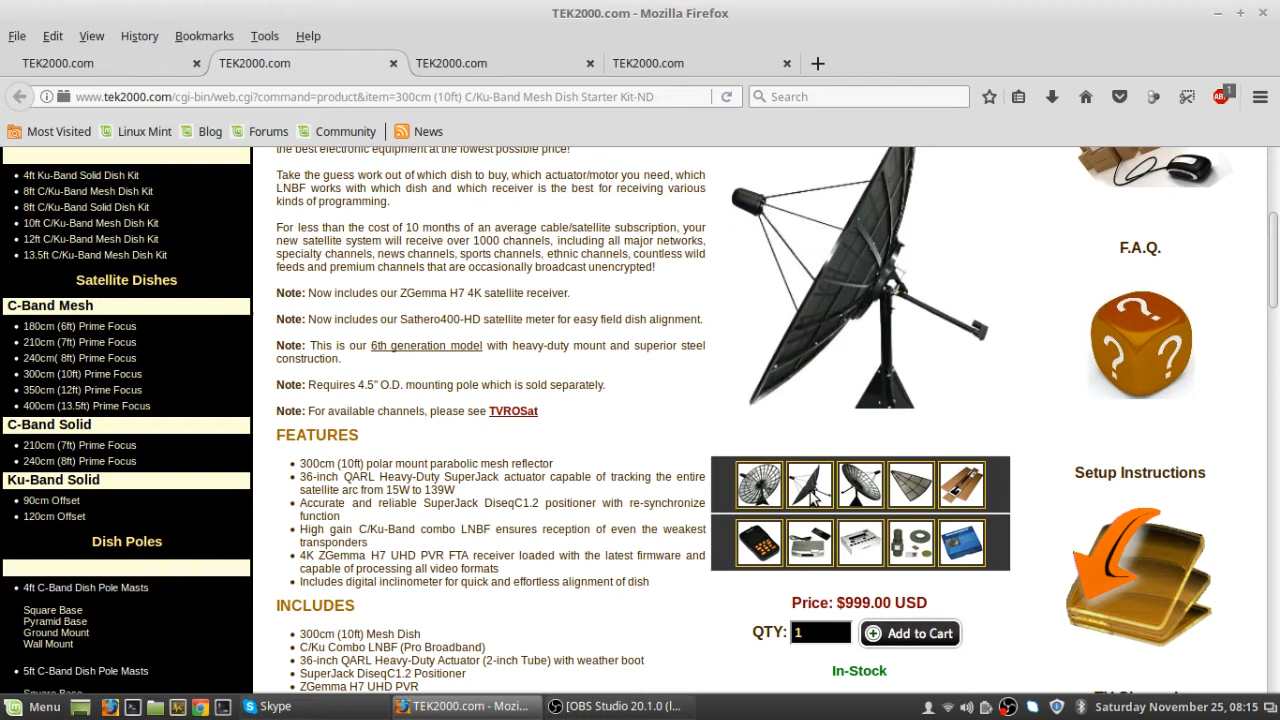 TEK2000.com - Mozilla Firefox
File Edit View History Bookmarks Tools Help
TEK2000.com TEK2000.com TEK2000.com TEK2000.com
www.tek2000.com/cgi-bin/web.cgi?command=product&item=300cm (10ft) C/Ku-Band Mesh Dish Starter Kit-ND
Search
ABP
1
Most Visited Linux Mint Blog Forums Community News
4ft Ku-Band Solid Dish Kit
8ft C/Ku-Band Mesh Dish Kit
8ft C/Ku-Band Solid Dish Kit
10ft C/Ku-Band Mesh Dish Kit
12ft C/Ku-Band Mesh Dish Kit
13.5ft C/Ku-Band Mesh Dish Kit
Satellite Dishes
C-Band Mesh
180cm (6ft) Prime Focus
210cm (7ft) Prime Focus
240cm( 8ft) Prime Focus
300cm (10ft) Prime Focus
350cm (12ft) Prime Focus
400cm (13.5ft) Prime Focus
C-Band Solid
210cm (7ft) Prime Focus
240cm (8ft) Prime Focus
Ku-Band Solid
90cm Offset
120cm Offset
Dish Poles
4ft C-Band Dish Pole Masts
Square Base
Pyramid Base
Ground Mount
Wall Mount
5ft C-Band Dish Pole Masts
Square Base
the best electronic equipment at the lowest possible price!
Take the guess work out of which dish to buy, which actuator/motor you need, which
LNBF works with which dish and which receiver is the best for receiving various
kinds of programming.
For less than the cost of 10 months of an average cable/satellite subscription, your
new satellite system will receive over 1000 channels, including all major networks,
specialty channels, news channels, sports channels, ethnic channels, countless wild
feeds and premium channels that are occasionally broadcast unencrypted!
Note: Now includes our ZGemma H7 4K satellite receiver.
Note: Now includes our Sathero400-HD satellite meter for easy field dish alignment.
Note: This is our 6th generation model with heavy-duty mount and superior steel
construction.
Note: Requires 4.5" O.D. mounting pole which is sold separately.
Note: For available channels, please see TVROSat
FEATURES
300cm (10ft) polar mount parabolic mesh reflector
36-inch QARL Heavy-Duty SuperJack actuator capable of tracking the entire
satellite arc from 15W to 139W
Accurate and reliable SuperJack DiseqC1.2 positioner with re-synchronize
function
High gain C/Ku-Band combo LNBF ensures reception of even the weakest
transponders
4K ZGemma H7 UHD PVR FTA receiver loaded with the latest firmware and
capable of processing all video formats
Includes digital inclinometer for quick and effortless alignment of dish
INCLUDES
300cm (10ft) Mesh Dish
C/Ku Combo LNBF (Pro Broadband)
36-inch QARL Heavy-Duty Actuator (2-inch Tube) with weather boot
SuperJack DiseqC1.2 Positioner
ZGemma H7 UHD PVR
Price: $999.00 USD
QTY: 1 Add to Cart
In-Stock
F.A.Q.
? ? ?
Setup Instructions
Menu Skype TEK2000.com - Mozi... [OBS Studio 20.1.0 (l... Saturday November 25, 08:15